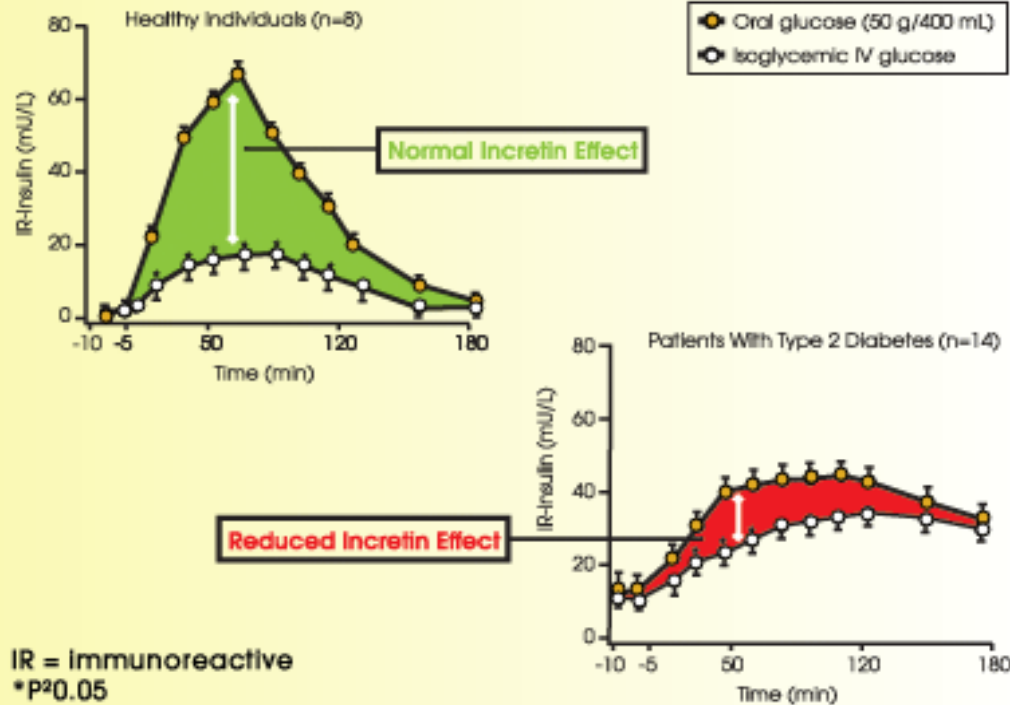 Healthy Individuals (n=8)
Oral glucose (50 g/400 mL)
Isoglycemic IV glucose
IR-Insulin (mU/L)
80
60
40
20
0
Normal Incretin Effect
-10 -5 50 120 180
Time (min)
Patients With Type 2 Diabetes (n=14)
IR-Insulin (mU/L)
80
60
40
20
0
Reduced Incretin Effect
-10 -5 50 120 180
Time (min)
IR = immunoreactive
*P²0.05